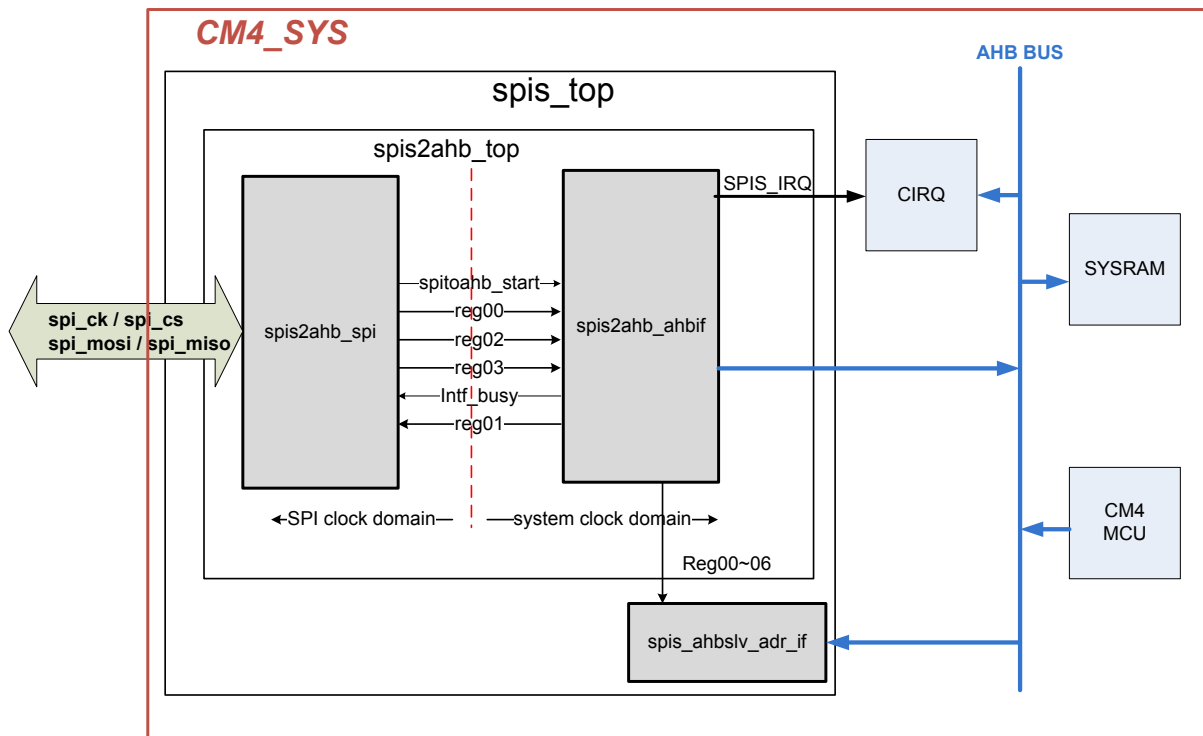 CM4_SYS
AHB BUS
spis_top
spis2ahb_top
SPIS_IRQ
CIRQ
SYSRAM
spitoahb_start
spi_ck / spi_cs
reg00
spis2ahb_spi
spis2ahb_ahbif
spi_mosi / spi_miso
reg02
reg03
Intf_busy
reg01
SPI clock domain
system clock domain
CM4
MCU
Reg00~06
spis_ahbslv_adr_if